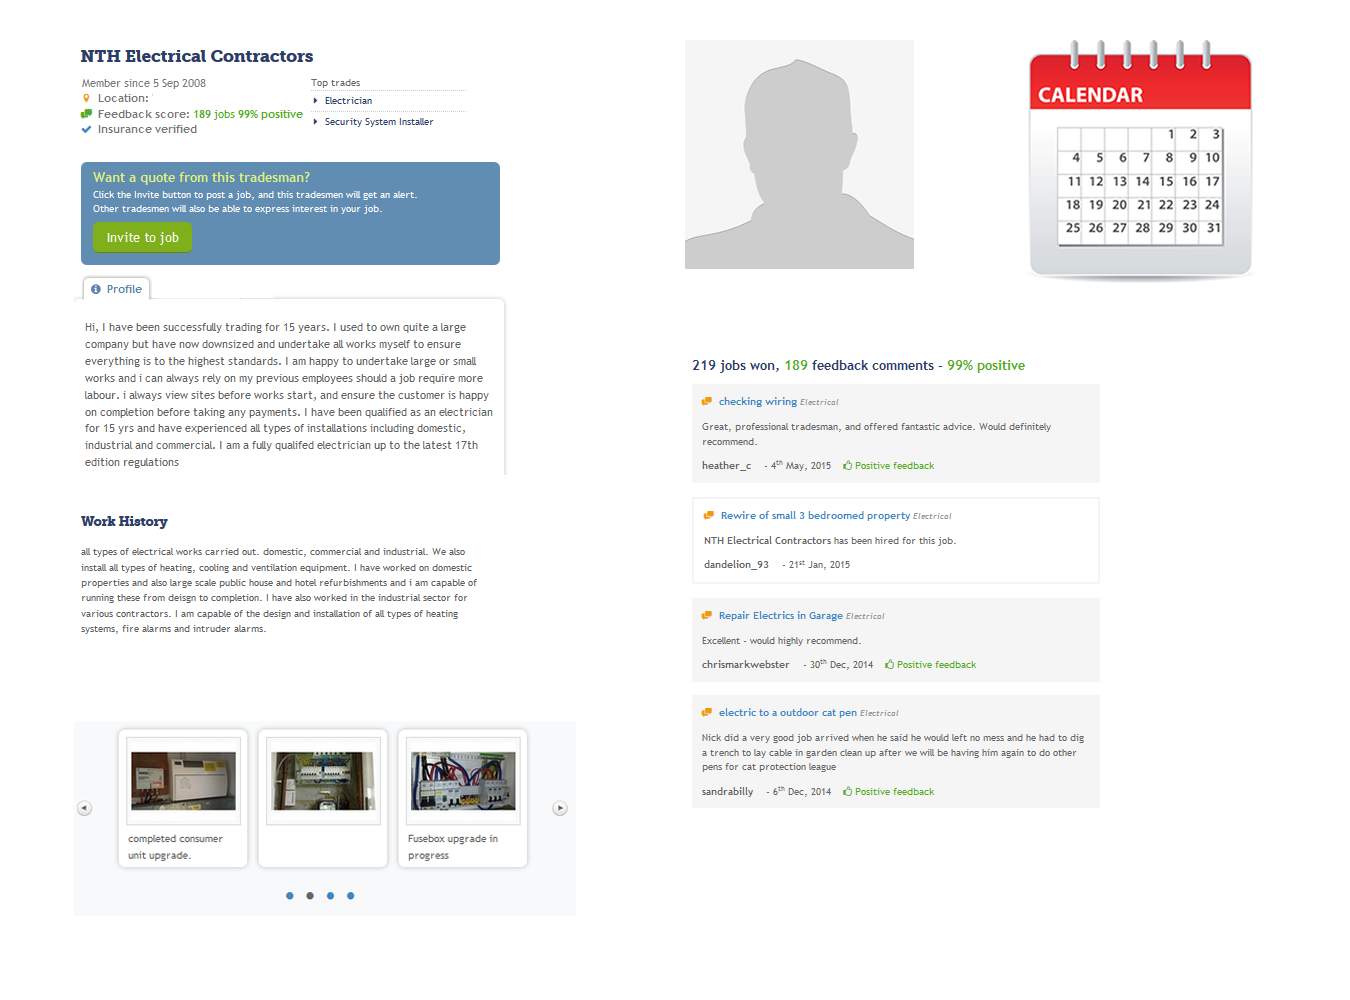 NTH Electrical Contractors
Member since 5 Sep 2008
Location:
Feedback score: 189 jobs 99% positive
Insurance verified
Top trades
Electrician
Security System Installer
Want a quote from this tradesman?
Click the Invite button to post a job, and this tradesmen will get an alert.
Other tradesmen will also be able to express interest in your job.
Invite to job
Profile
Hi, I have been successfully trading for 15 years. I used to own quite a large
company but have now downsized and undertake all works myself to ensure
everything is to the highest standards. I am happy to undertake large or small
works and i can always rely on my previous employees should a job require more
labour. i always view sites before works start, and ensure the customer is happy
on completion before taking any payments. I have been qualified as an electrician
for 15 yrs and have experienced all types of installations including domestic,
industrial and commercial. I am a fully qualifed electrician up to the latest 17th
edition regulations
Work History
all types of electrical works carried out. domestic, commercial and industrial. We also
install all types of heating, cooling and ventilation equipment. I have worked on domestic
properties and also large scale public house and hotel refurbishments and i am capable of
running these from deisgn to completion. I have also worked in the industrial sector for
various contractors. I am capable of the design and installation of all types of heating
systems, fire alarms and intruder alarms.
completed consumer
unit upgrade.
Fusebox upgrade in
progress
CALENDAR
1 2 3
4 5 6 7 8 9 10
11 12 13 14 15 16 17
18 19 20 21 22 23 24
25 26 27 28 29 30 31
219 jobs won, 189 feedback comments - 99% positive
checking wiring Electrical
Great, professional tradesman, and offered fantastic advice. Would definitely
recommend.
heather_c - 4th May, 2015 Positive feedback
Rewire of small 3 bedroomed property Electrical
NTH Electrical Contractors has been hired for this job.
dandelion_93 - 21st Jan, 2015
Repair Electrics in Garage Electrical
Excellent - would highly recommend.
chrismarkwebster - 30th Dec, 2014 Positive feedback
electric to a outdoor cat pen Electrical
Nick did a very good job arrived when he said he would left no mess and he had to dig
a trench to lay cable in garden clean up after we will be having him again to do other
pens for cat protection league
sandrabilly - 6th Dec, 2014 Positive feedback